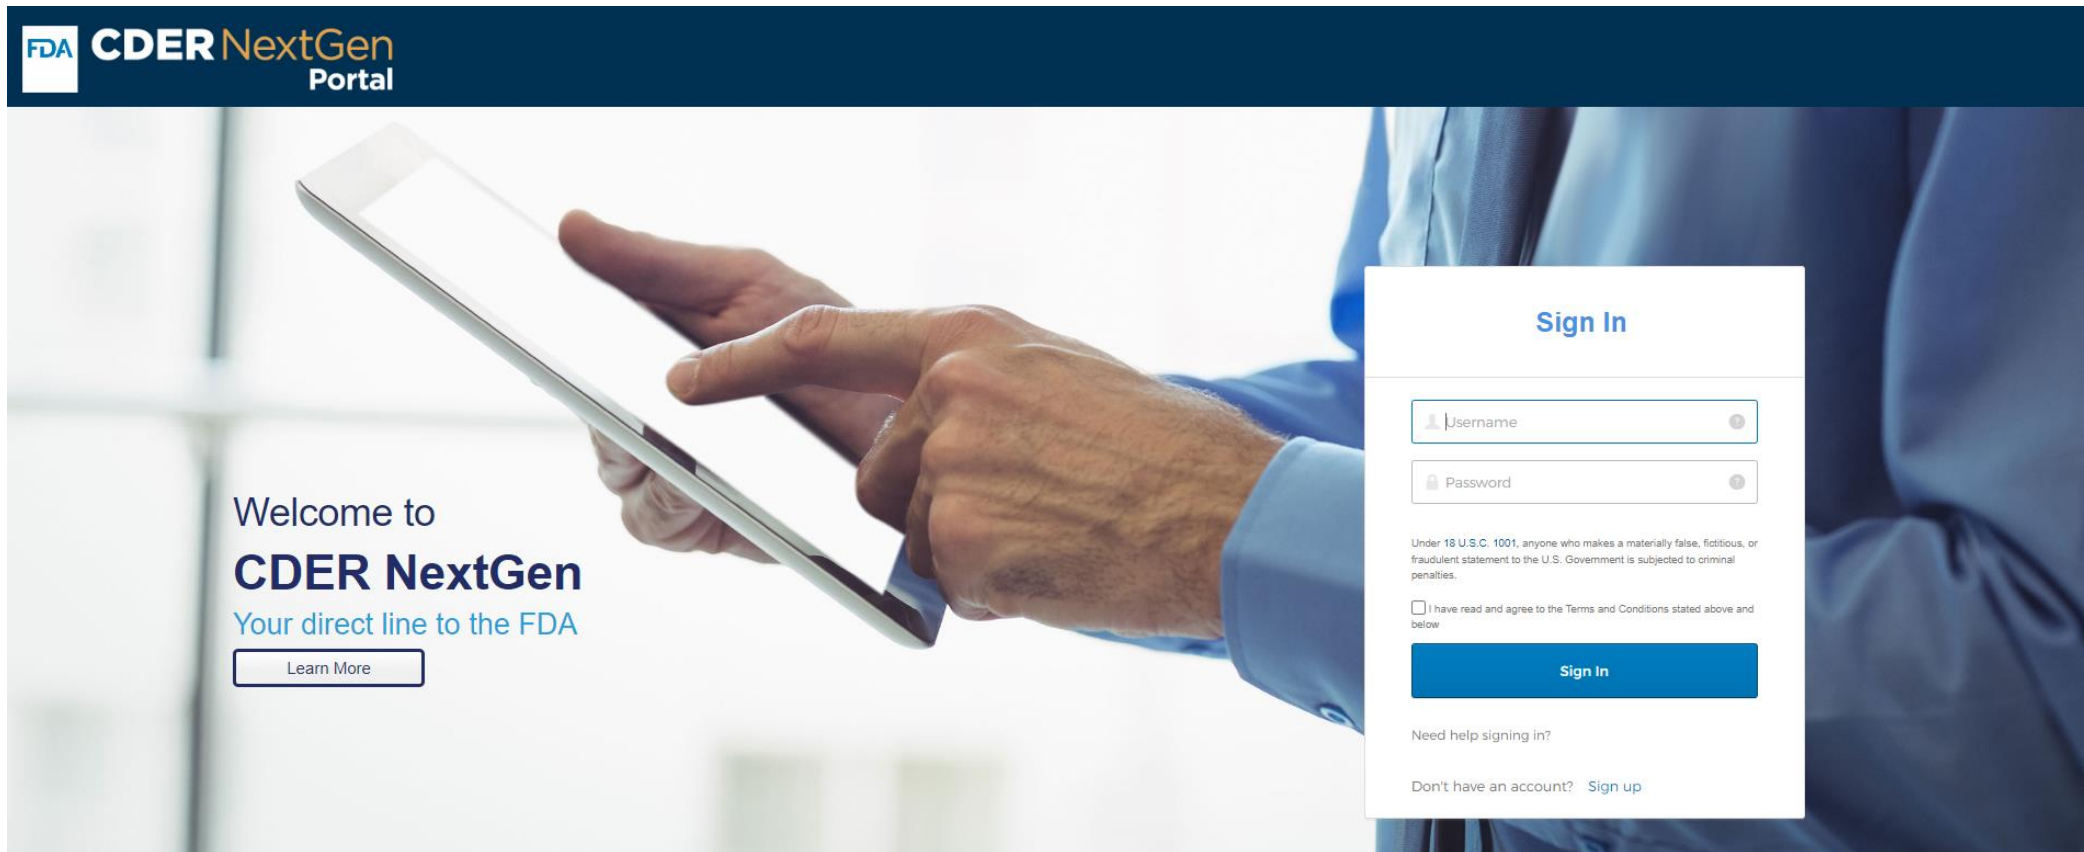 FDA CDER NextGen
Portal
Welcome to
CDER NextGen
Your direct line to the FDA
Learn More
Sign In
Username
Password
Under 18 U.S.C. 1001, anyone who makes a materially false, fictitious, or
fraudulent statement to the U.S. Government is subjected to criminal
penalties.
I have read and agree to the Terms and Conditions stated above and
below
Sign In
Need help signing in?
Don't have an account? Sign up